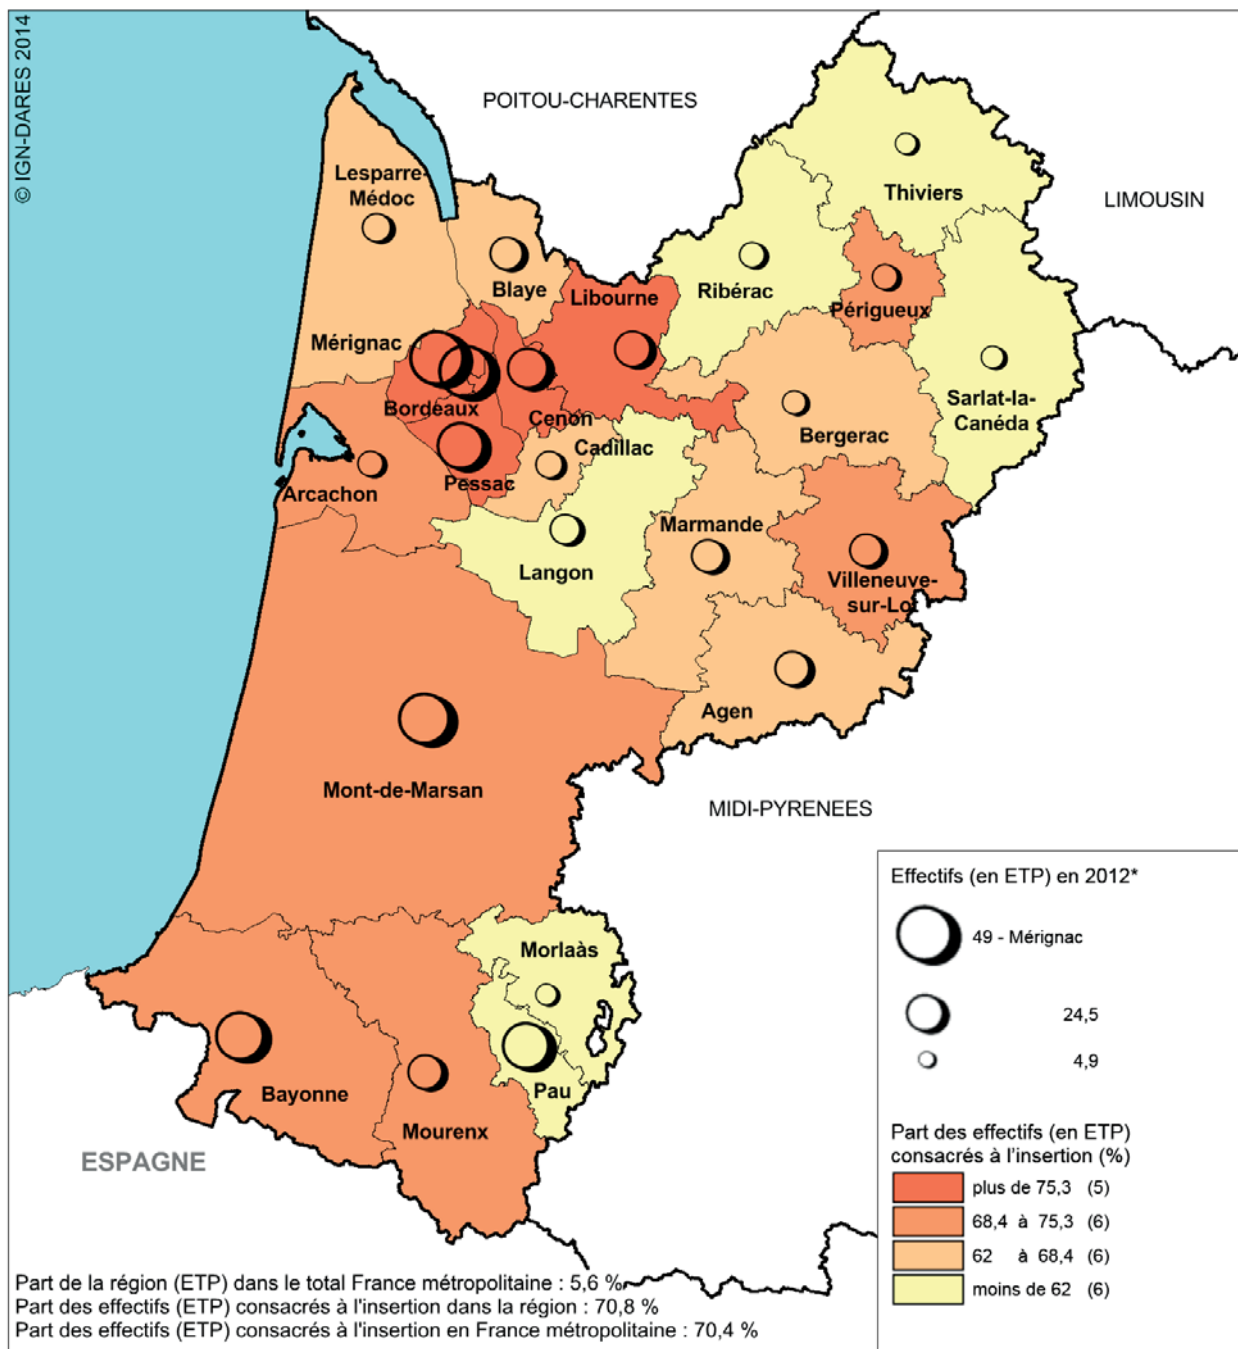 © IGN-DARES 2014
POITOU-CHARENTES
LIMOUSIN
Thiviers
Lesparre-
Médoc
Blaye
Libourne
Ribérac
Périgueux
Mérignac
Bordeaux
Cenon
Sarlat-la-
Canéda
Bergerac
Cadillac
Pessac
Arcachon
Marmande
Langon
Villeneuve-
sur-Lot
Agen
Mont-de-Marsan
MIDI-PYRENEES
Morlaàs
Pau
Bayonne
Mourenx
ESPAGNE
Effectifs (en ETP) en 2012*
49 - Mérignac
24,5
4,9
Part des effectifs (en ETP)
consacrés à l'insertion (%)
plus de 75,3 (5)
68,4 à 75,3 (6)
62 à 68,4 (6)
moins de 62 (6)
Part de la région (ETP) dans le total France métropolitaine : 5,6 %
Part des effectifs (ETP) consacrés à l'insertion dans la région : 70,8 %
Part des effectifs (ETP) consacrés à l'insertion en France métropolitaine : 70,4 %